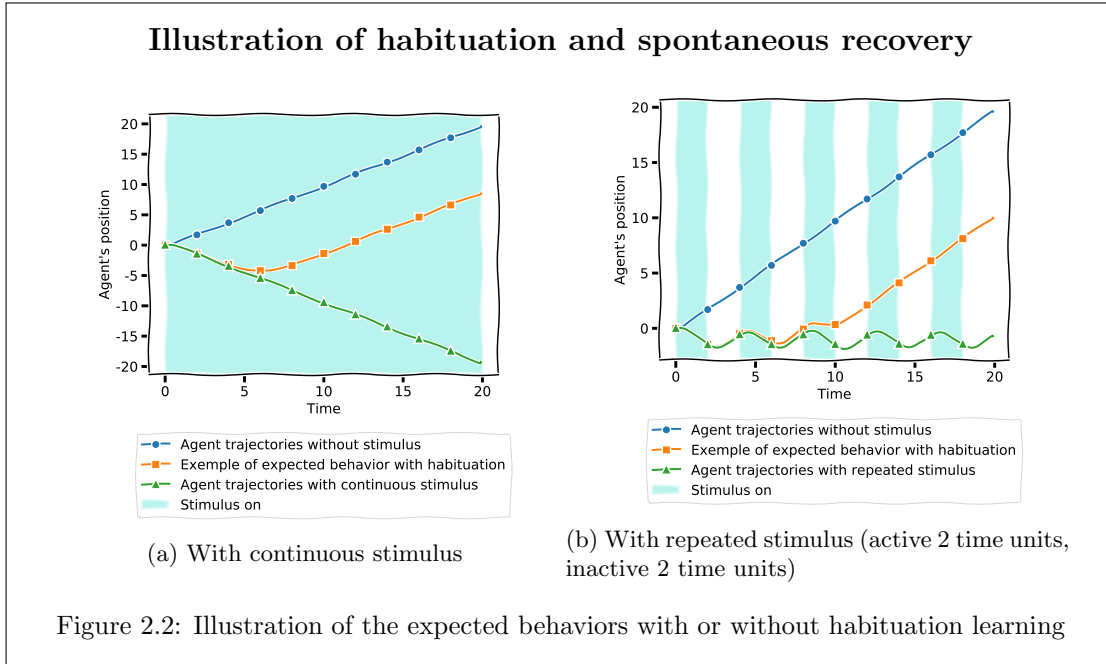 Illustration of habituation and spontaneous recovery
20
15
10
5
0
-5
-10
-15
-20
Agent's position
0 5 10 15 20
Time
Agent trajectories without stimulus
Exemple of expected behavior with habituation
Agent trajectories with continuous stimulus
Stimulus on
(a) With continuous stimulus
20
15
10
5
0
Agent's position
0 5 10 15 20
Time
Agent trajectories without stimulus
Exemple of expected behavior with habituation
Agent trajectories with repeated stimulus
Stimulus on
(b) With repeated stimulus (active 2 time units,
inactive 2 time units)
Figure 2.2: Illustration of the expected behaviors with or without habituation learning